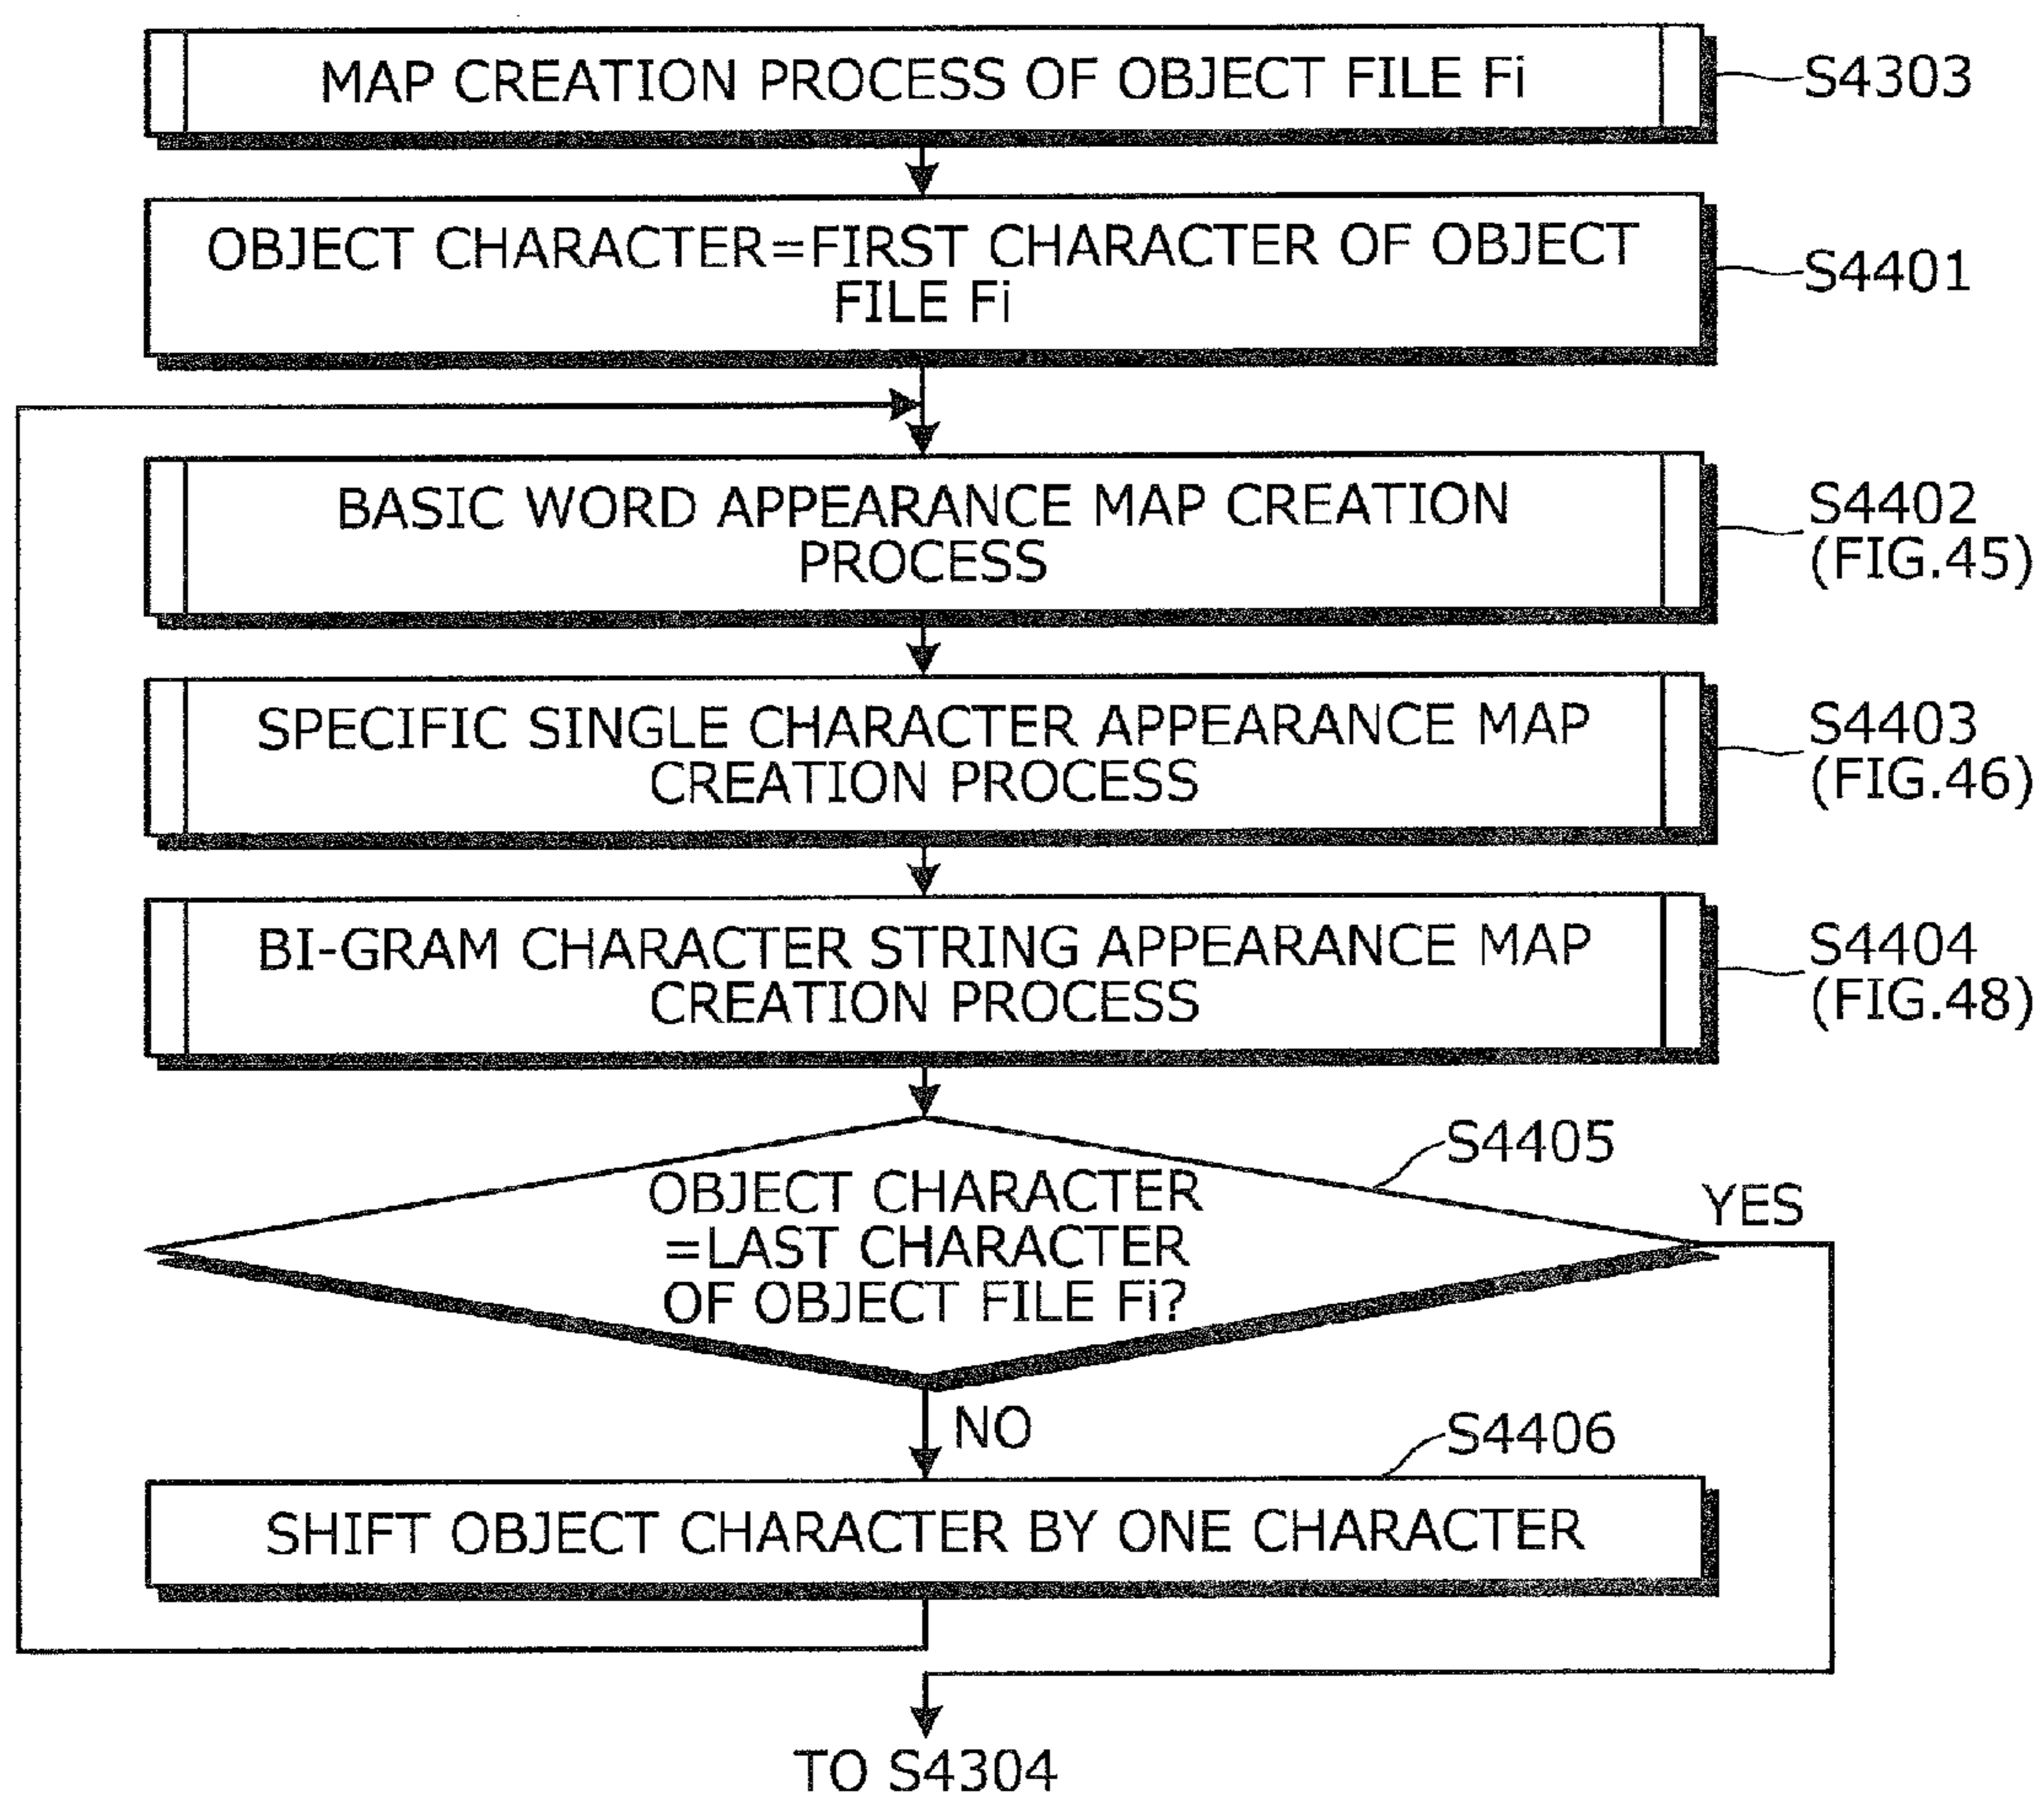 MAP CREATION PROCESS OF OBJECT FILE Fi
S4303
OBJECT CHARACTER=FIRST CHARACTER OF OBJECT
FILE Fi
S4401
BASIC WORD APPEARANCE MAP CREATION
PROCESS
S4402
(FIG.45)
SPECIFIC SINGLE CHARACTER APPEARANCE MAP
CREATION PROCESS
S4403
(FIG.46)
BI-GRAM CHARACTER STRING APPEARANCE MAP
CREATION PROCESS
S4404
(FIG.48)
S4405
OBJECT CHARACTER
=LAST CHARACTER
OF OBJECT FILE Fi?
YES
NO
S4406
SHIFT OBJECT CHARACTER BY ONE CHARACTER
TO S4304